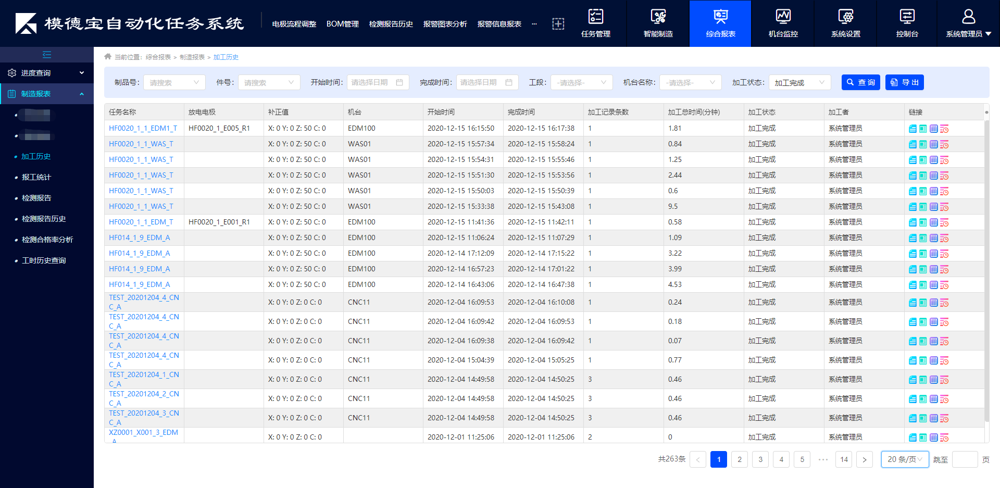 模德宝自动化任务系统
电极流程调整 BOM管理 检测报告历史 报警图表分析 报警信息报表 ···
任务管理 智能制造 综合报表 机台监控 系统设置 控制台 系统管理员
进度查询
制造报表
加工历史
报工统计
检测报告
检测报告历史
检测合格率分析
工时历史查询
当前位置: 综合报表 > 制造报表 > 加工历史
制品号: 请搜索 件号: 请搜索 开始时间: 请选择日期 完成时间: 请选择日期 工段: -请选择- 机台名称: -请选择- 加工状态: 加工完成 查 询 导 出
任务名称 放电电极 补正值 机台 开始时间 完成时间 加工记录条数 加工总时间(分钟) 加工状态 加工者 链接
HF0020_1_1_EDM1_T HF0020_1_E005_R1 X: 0 Y: 0 Z: 50 C: 0 EDM100 2020-12-15 16:15:50 2020-12-15 16:17:38 1 1.81 加工完成 系统管理员
HF0020_1_1_WAS_T X: 0 Y: 0 Z: 50 C: 0 WAS01 2020-12-15 15:57:34 2020-12-15 15:58:24 1 0.84 加工完成 系统管理员
HF0020_1_1_WAS_T X: 0 Y: 0 Z: 50 C: 0 WAS01 2020-12-15 15:54:31 2020-12-15 15:55:46 1 1.25 加工完成 系统管理员
HF0020_1_1_WAS_T X: 0 Y: 0 Z: 50 C: 0 WAS01 2020-12-15 15:51:30 2020-12-15 15:53:56 1 2.44 加工完成 系统管理员
HF0020_1_1_WAS_T X: 0 Y: 0 Z: 50 C: 0 WAS01 2020-12-15 15:50:03 2020-12-15 15:50:39 1 0.6 加工完成 系统管理员
HF0020_1_1_WAS_T X: 0 Y: 0 Z: 50 C: 0 WAS01 2020-12-15 15:33:38 2020-12-15 15:43:08 1 9.5 加工完成 系统管理员
HF0020_1_1_EDM_T HF0020_1_E001_R1 X: 0 Y: 0 Z: 50 C: 0 EDM100 2020-12-15 11:41:36 2020-12-15 11:42:11 1 0.58 加工完成 系统管理员
HF014_1_9_EDM_A X: 0 Y: 0 Z: 50 C: 0 EDM100 2020-12-15 11:06:24 2020-12-15 11:07:29 1 1.09 加工完成 系统管理员
HF014_1_9_EDM_A X: 0 Y: 0 Z: 50 C: 0 EDM100 2020-12-14 17:12:09 2020-12-14 17:15:22 1 3.22 加工完成 系统管理员
HF014_1_9_EDM_A X: 0 Y: 0 Z: 50 C: 0 EDM100 2020-12-14 16:57:23 2020-12-14 17:01:22 1 3.99 加工完成 系统管理员
HF014_1_9_EDM_A X: 0 Y: 0 Z: 50 C: 0 EDM100 2020-12-14 16:43:06 2020-12-14 16:47:38 1 4.53 加工完成 系统管理员
TEST_20201204_4_CN
C_A X: 0 Y: 0 Z: 0 C: 0 CNC11 2020-12-04 16:09:53 2020-12-04 16:10:08 1 0.24 加工完成 系统管理员
TEST_20201204_4_CN
C_A X: 0 Y: 0 Z: 0 C: 0 CNC11 2020-12-04 16:09:42 2020-12-04 16:09:53 1 0.18 加工完成 系统管理员
TEST_20201204_4_CN
C_A X: 0 Y: 0 Z: 0 C: 0 CNC11 2020-12-04 16:09:38 2020-12-04 16:09:42 1 0.07 加工完成 系统管理员
TEST_20201204_4_CN
C_A X: 0 Y: 0 Z: 0 C: 0 CNC11 2020-12-04 15:04:39 2020-12-04 15:05:25 1 0.77 加工完成 系统管理员
TEST_20201204_1_CN
C_A X: 0 Y: 0 Z: 0 C: 0 CNC11 2020-12-04 14:49:58 2020-12-04 14:50:25 3 0.46 加工完成 系统管理员
TEST_20201204_2_CN
C_A X: 0 Y: 0 Z: 0 C: 0 CNC11 2020-12-04 14:49:58 2020-12-04 14:50:25 3 0.46 加工完成 系统管理员
TEST_20201204_3_CN
C_A X: 0 Y: 0 Z: 0 C: 0 CNC11 2020-12-04 14:49:58 2020-12-04 14:50:25 3 0.46 加工完成 系统管理员
XZ0001_X001_3_EDM
_A X: 0 Y: 0 Z: 0 C: 0 2020-12-01 11:25:06 2020-12-01 11:25:06 2 0 加工完成 系统管理员
共263条 < 1 2 3 4 5 ··· 14 > 20 条/页 跳至 页